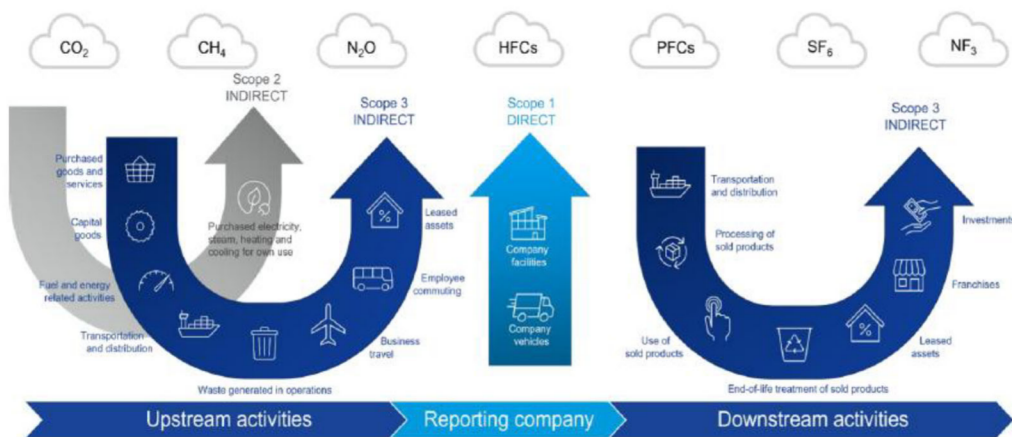 CO₂
CH₄
N₂O
HFCs
PFCs
SF₆
NF₃
Scope 2
INDIRECT
Scope 3
INDIRECT
Scope 1
DIRECT
Scope 3
INDIRECT
Purchased
goods and
services
Capital
goods
Fuel and energy
related activities
Transportation
and distribution
Waste generated in operations
Business
travel
Employee
commuting
Leased
assets
Purchased electricity,
steam, heating and
cooling for own use
Company
facilities
Company
vehicles
Transportation
and distribution
Processing of
sold products
Use of
sold products
End-of-life treatment of sold products
Leased
assets
Franchises
Investments
Upstream activities
Reporting company
Downstream activities